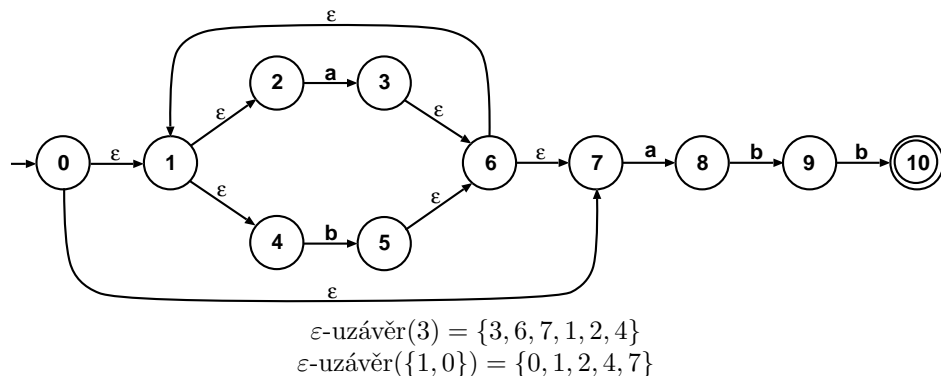 ε
2 a 3
ε ε
0 ε 1 6 ε 7 a 8 b 9 b 10
ε ε
4 b 5
ε
ε-uzávěr(3) = {3, 6, 7, 1, 2, 4}
ε-uzávěr({1, 0}) = {0, 1, 2, 4, 7}